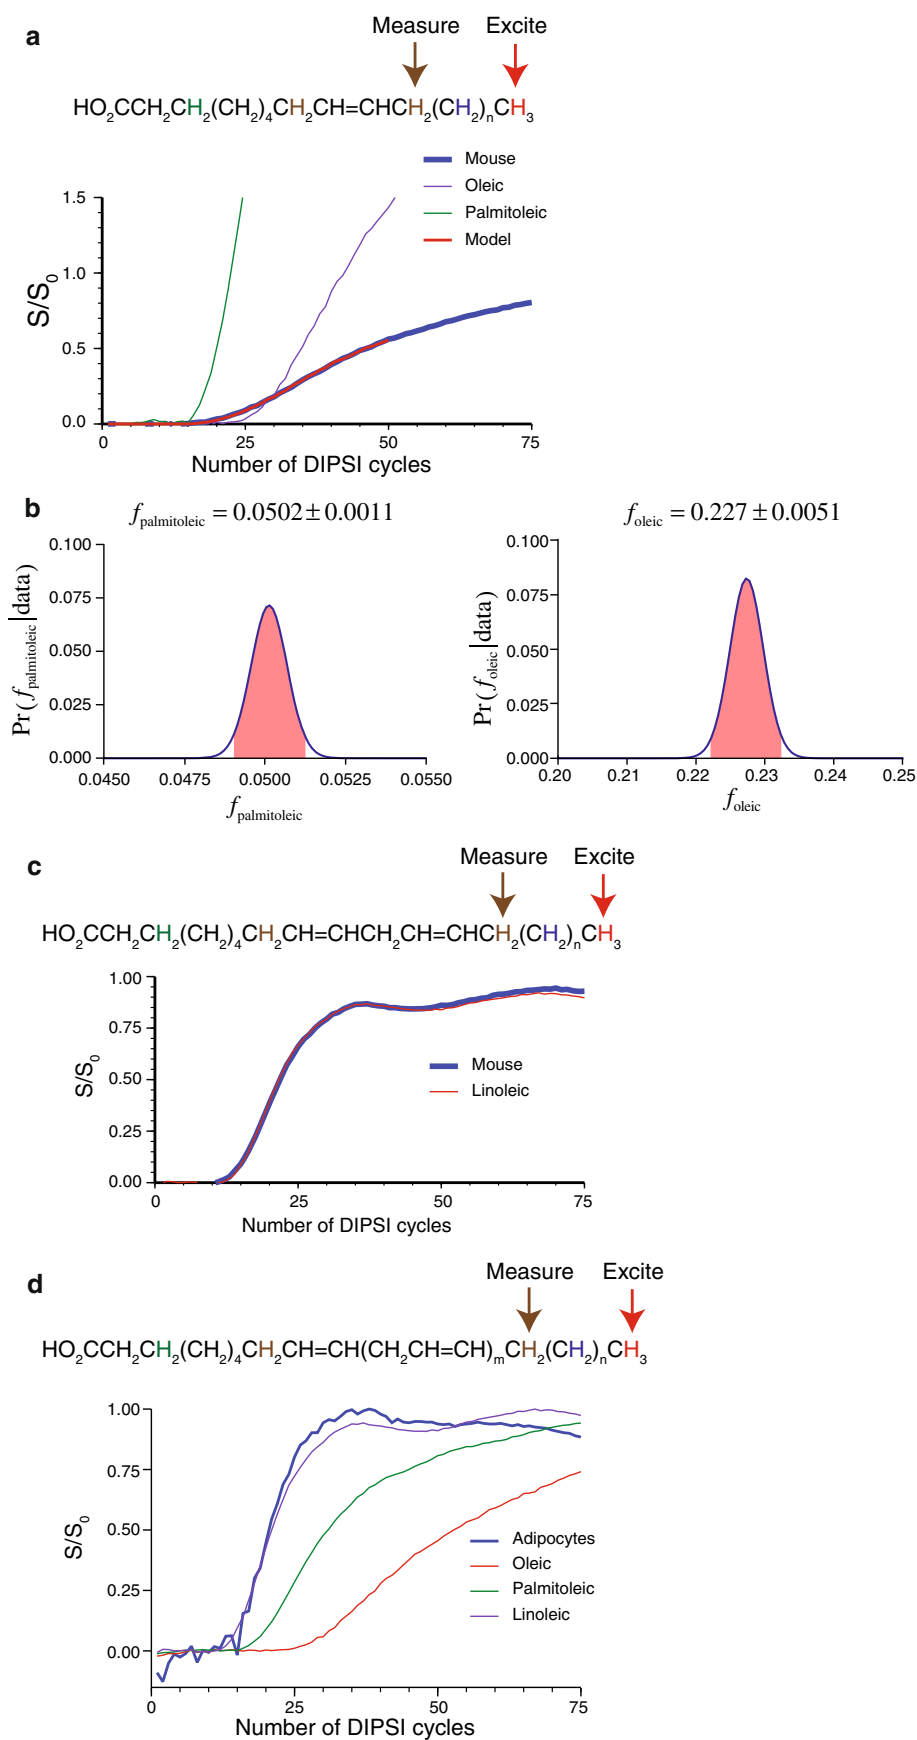 a
Measure Excite
HO₂CCH₂CH₂(CH₂)₄CH₂CH=CHCH₂(CH₂)ₙCH₃
Mouse
Oleic
Palmitoleic
Model
S/S₀
1.5
1.0
0.5
0.0
0 25 50 75
Number of DIPSI cycles
b
f palmitoleic = 0.0502 ± 0.0011
Pr(f palmitoleic|data)
0.100
0.075
0.050
0.025
0.000
0.0450 0.0475 0.0500 0.0525 0.0550
f palmitoleic
f oleic = 0.227 ± 0.0051
Pr(f oleic|data)
0.100
0.075
0.050
0.025
0.000
0.20 0.21 0.22 0.23 0.24 0.25
f oleic
c
Measure Excite
HO₂CCH₂CH₂(CH₂)₄CH₂CH=CHCH₂CH=CHCH₂(CH₂)ₙCH₃
S/S₀
1.00
0.75
0.50
0.25
0.00
Mouse
Linoleic
0 25 50 75
Number of DIPSI cycles
d
Measure Excite
HO₂CCH₂CH₂(CH₂)₄CH₂CH=CH(CH₂CH=CH)ₘCH₂(CH₂)ₙCH₃
S/S₀
1.00
0.75
0.50
0.25
0.00
Adipocytes
Oleic
Palmitoleic
Linoleic
0 25 50 75
Number of DIPSI cycles